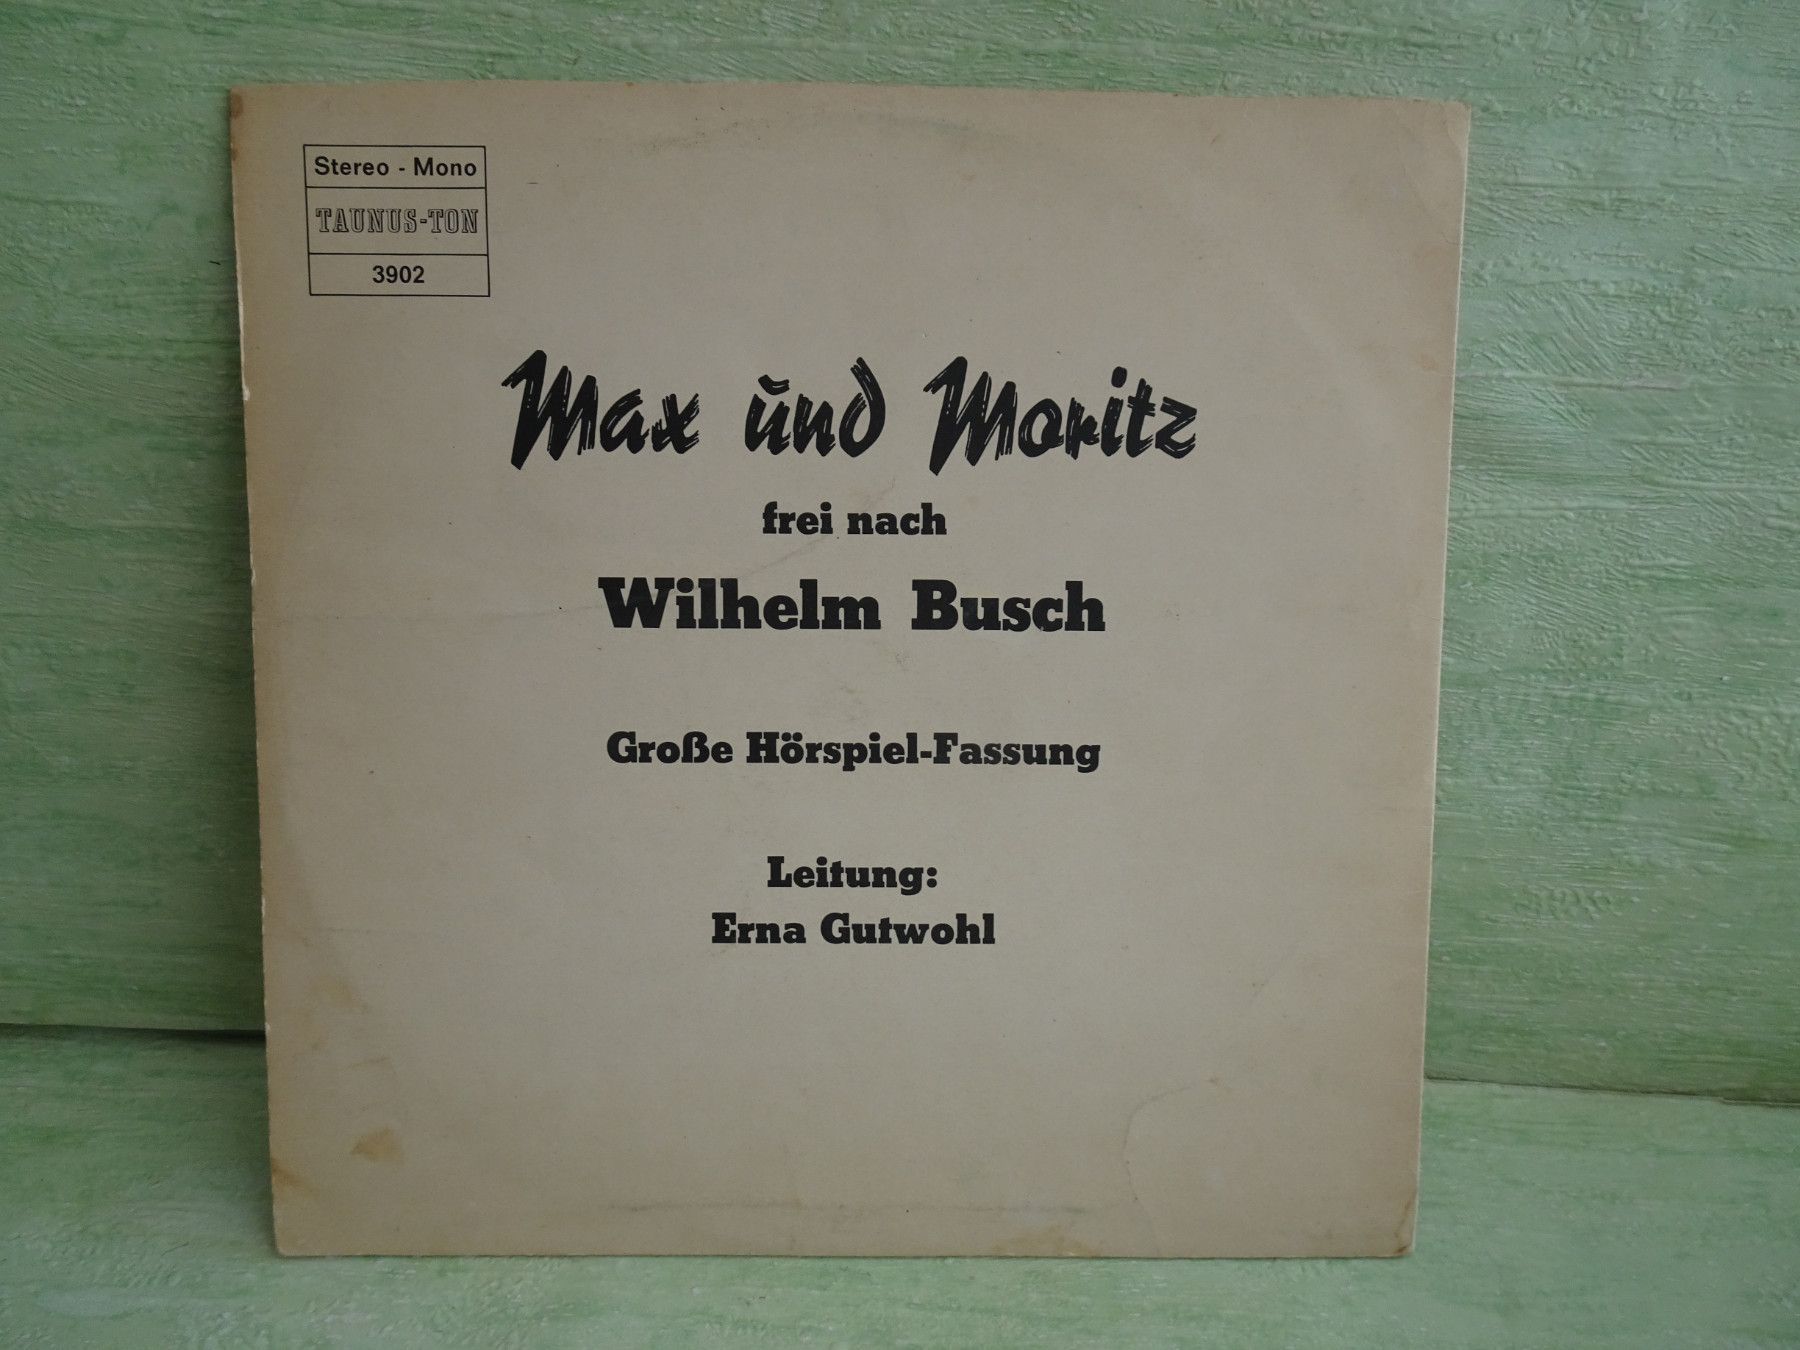 Stereo - Mono
TAUNUS-TON
3902
Max und Moritz
frei nach
Wilhelm Busch
Große Hörspiel-Fassung
Leitung:
Erna Gutwohl